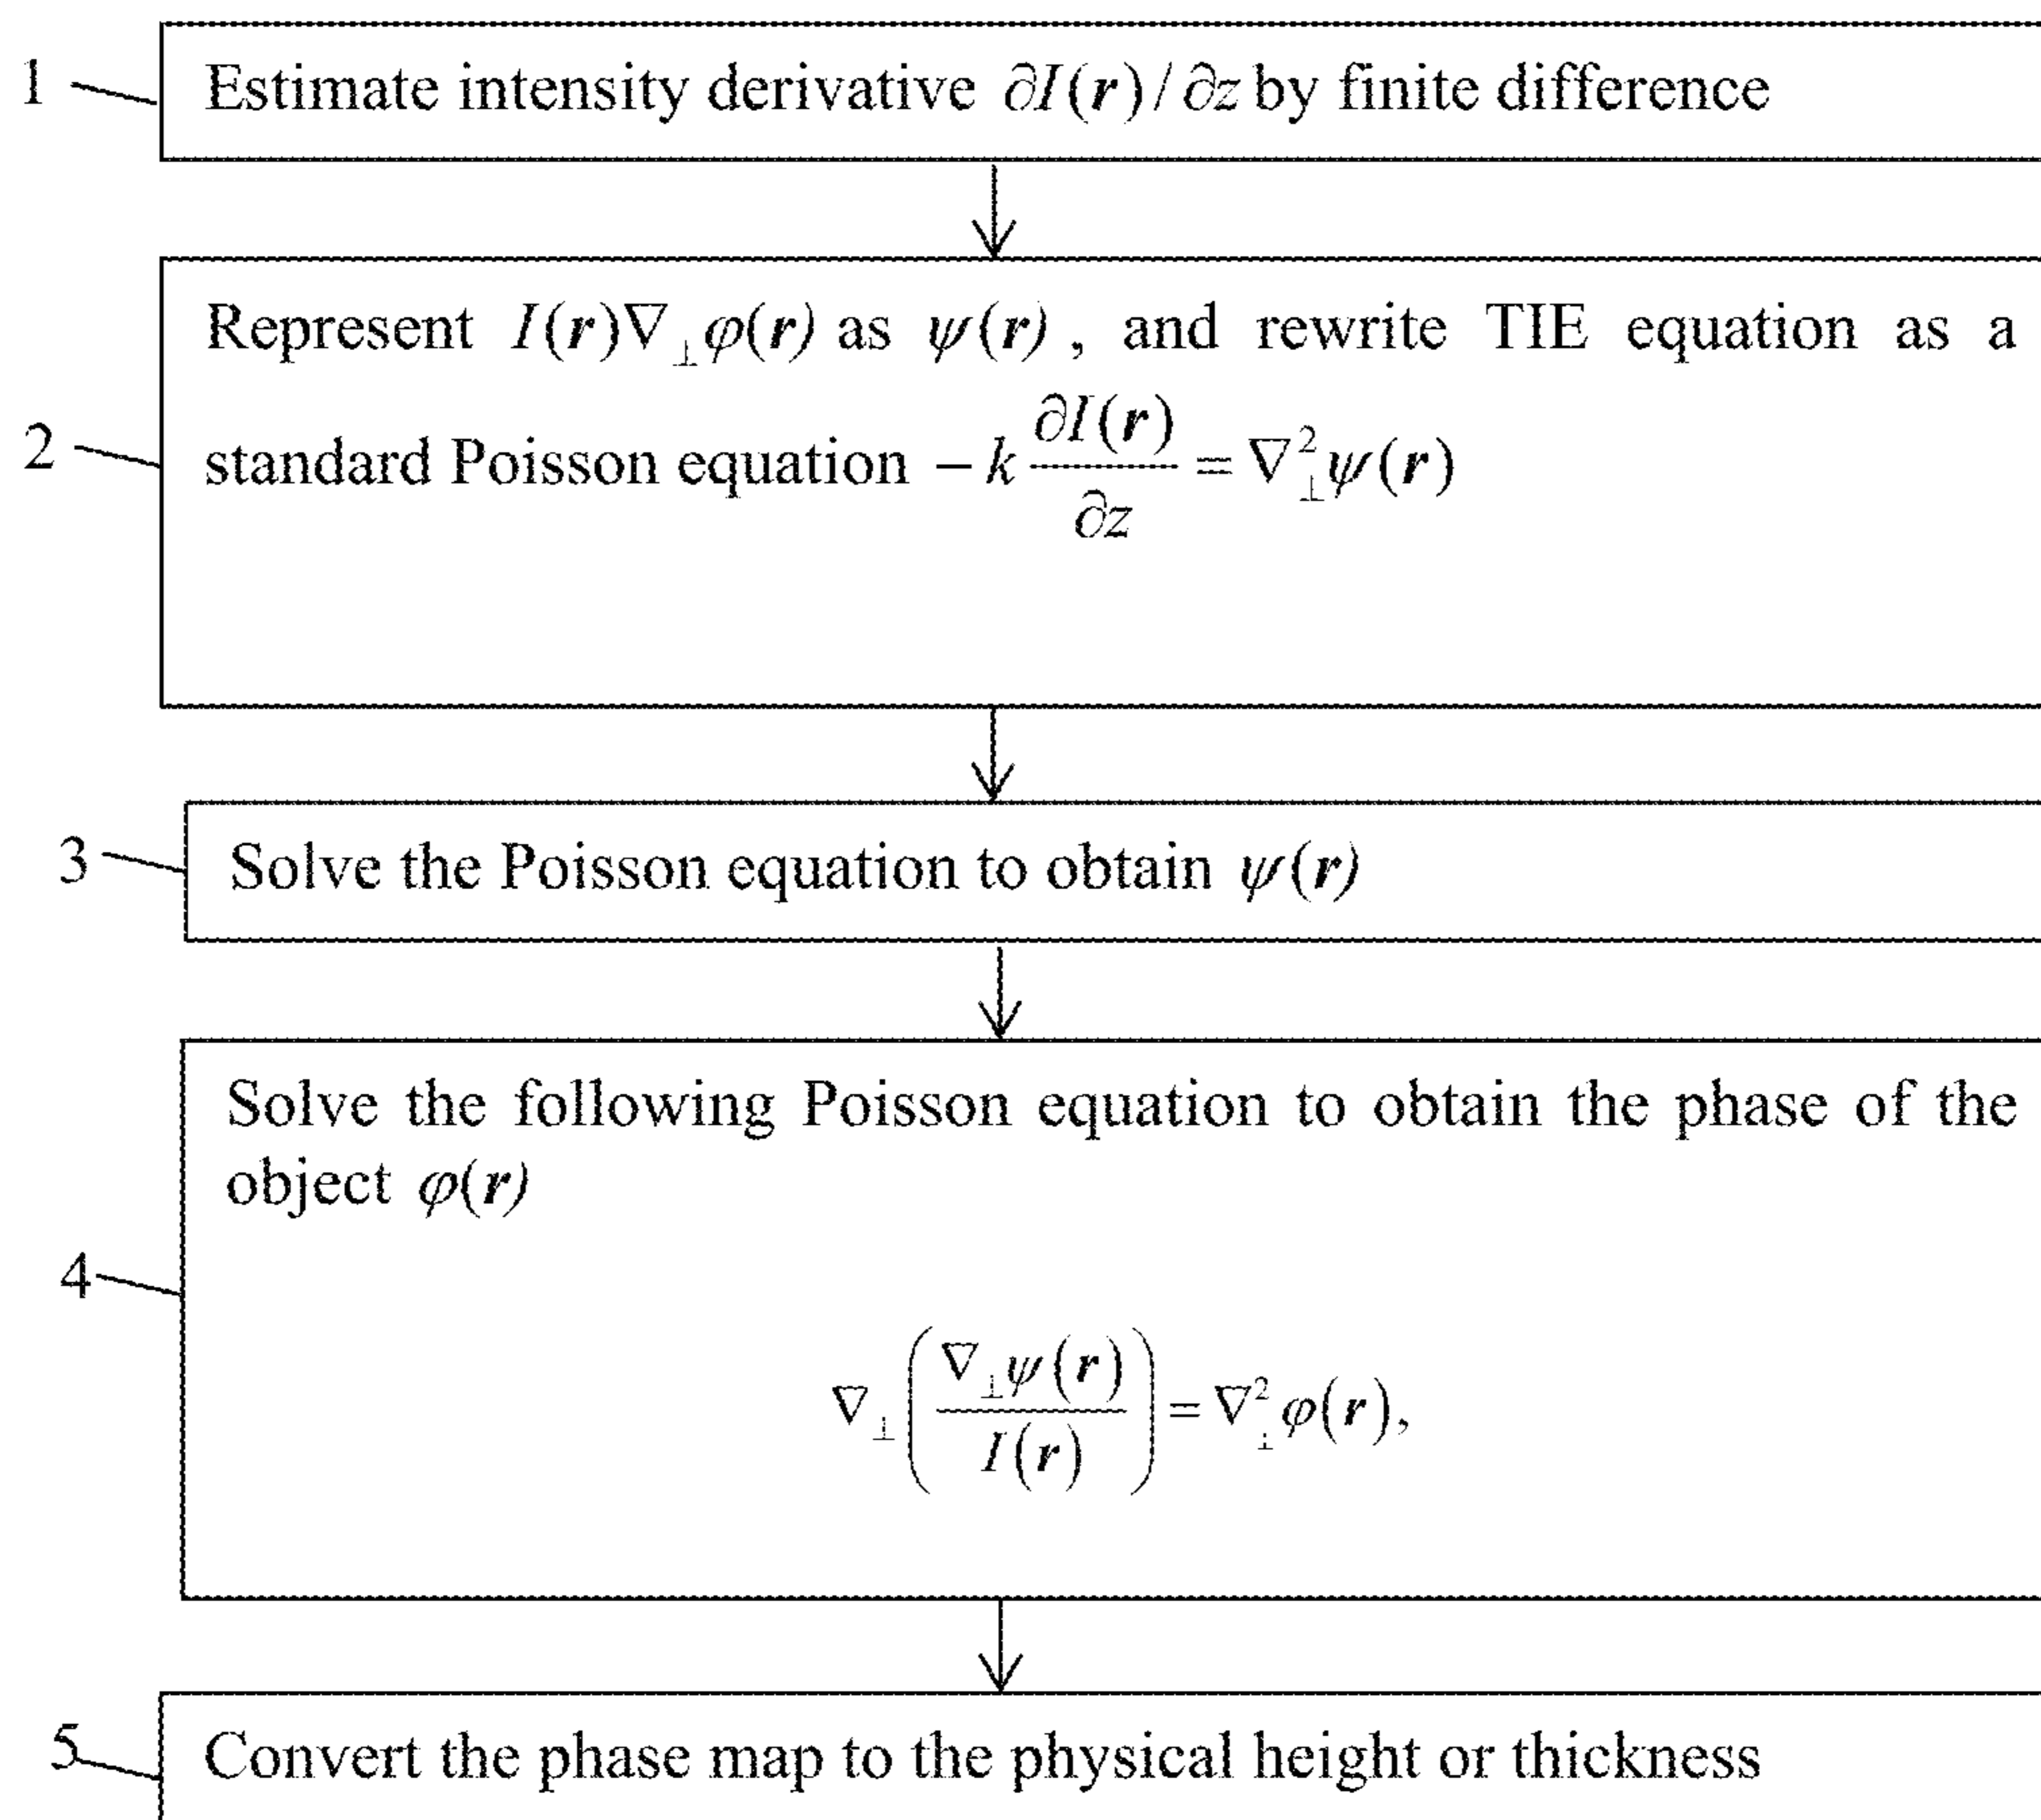 1 Estimate intensity derivative ∂I(r)/∂z by finite difference
Represent I(r)∇⊥φ(r) as ψ(r), and rewrite TIE equation as a
2 standard Poisson equation −k ∂I(r)/∂z = ∇⊥²ψ(r)
3 Solve the Poisson equation to obtain ψ(r)
Solve the following Poisson equation to obtain the phase of the
object φ(r)
4
∇⊥(∇⊥ψ(r)/I(r)) = ∇⊥²φ(r),
5 Convert the phase map to the physical height or thickness